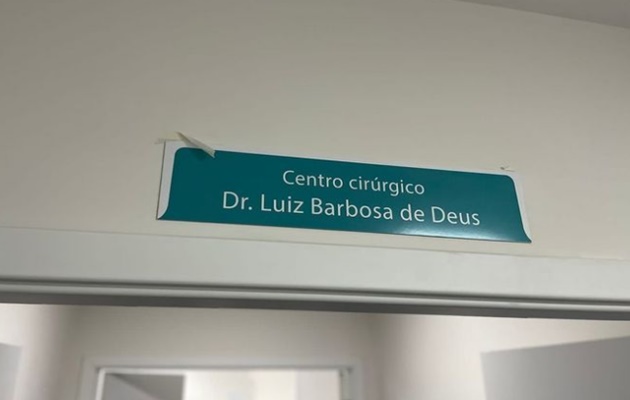 Centro cirúrgico
Dr. Luiz Barbosa de Deus